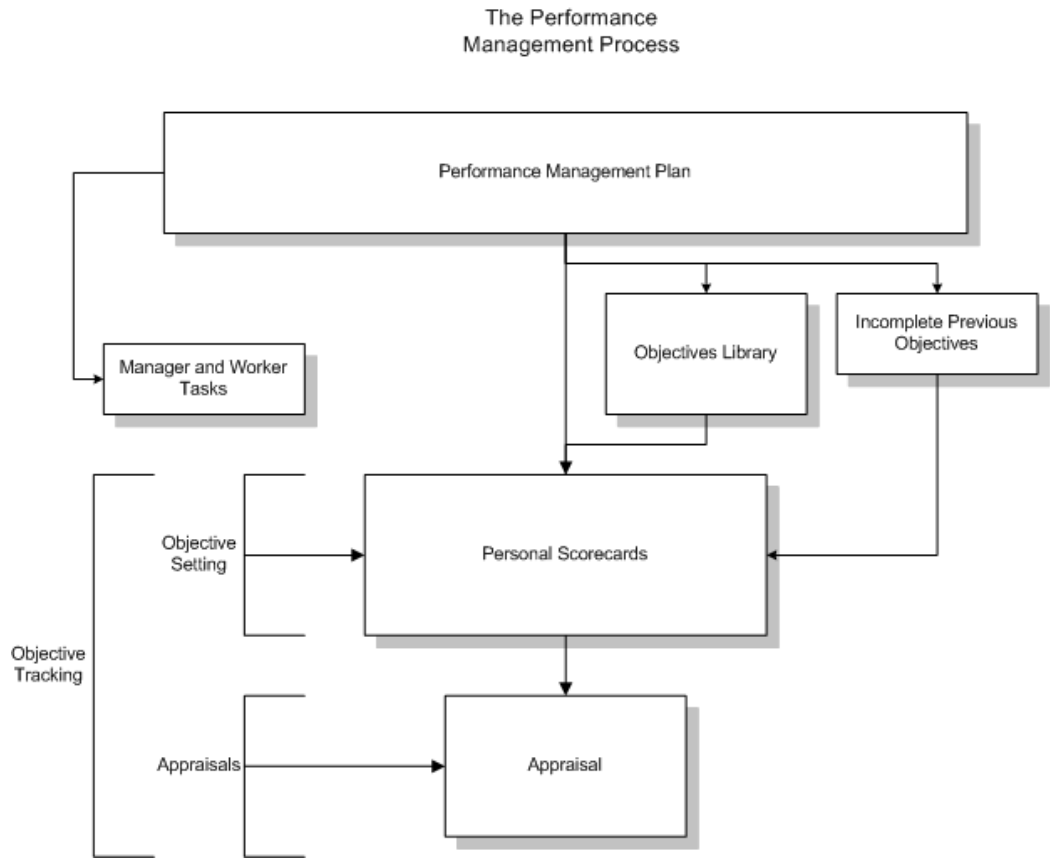 The Performance
Management Process
Performance Management Plan
Objectives Library
Incomplete Previous
Objectives
Manager and Worker
Tasks
Objective
Setting
Personal Scorecards
Objective
Tracking
Appraisals
Appraisal